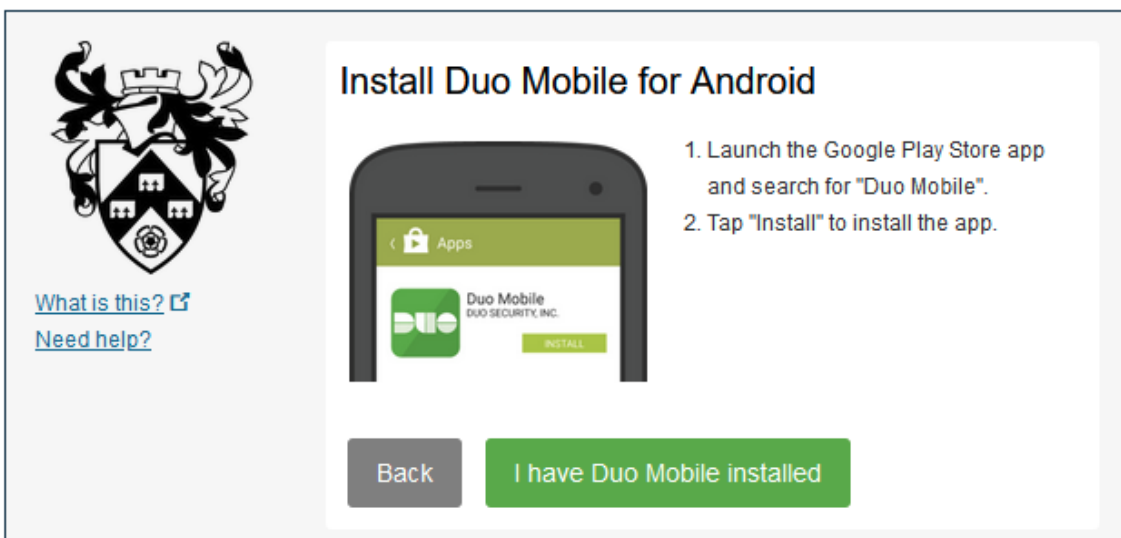 Install Duo Mobile for Android
1. Launch the Google Play Store app
and search for "Duo Mobile".
2. Tap "Install" to install the app.
Apps
Duo Mobile
DUO SECURITY, INC.
DUO
INSTALL
What is this?
Need help?
Back
I have Duo Mobile installed